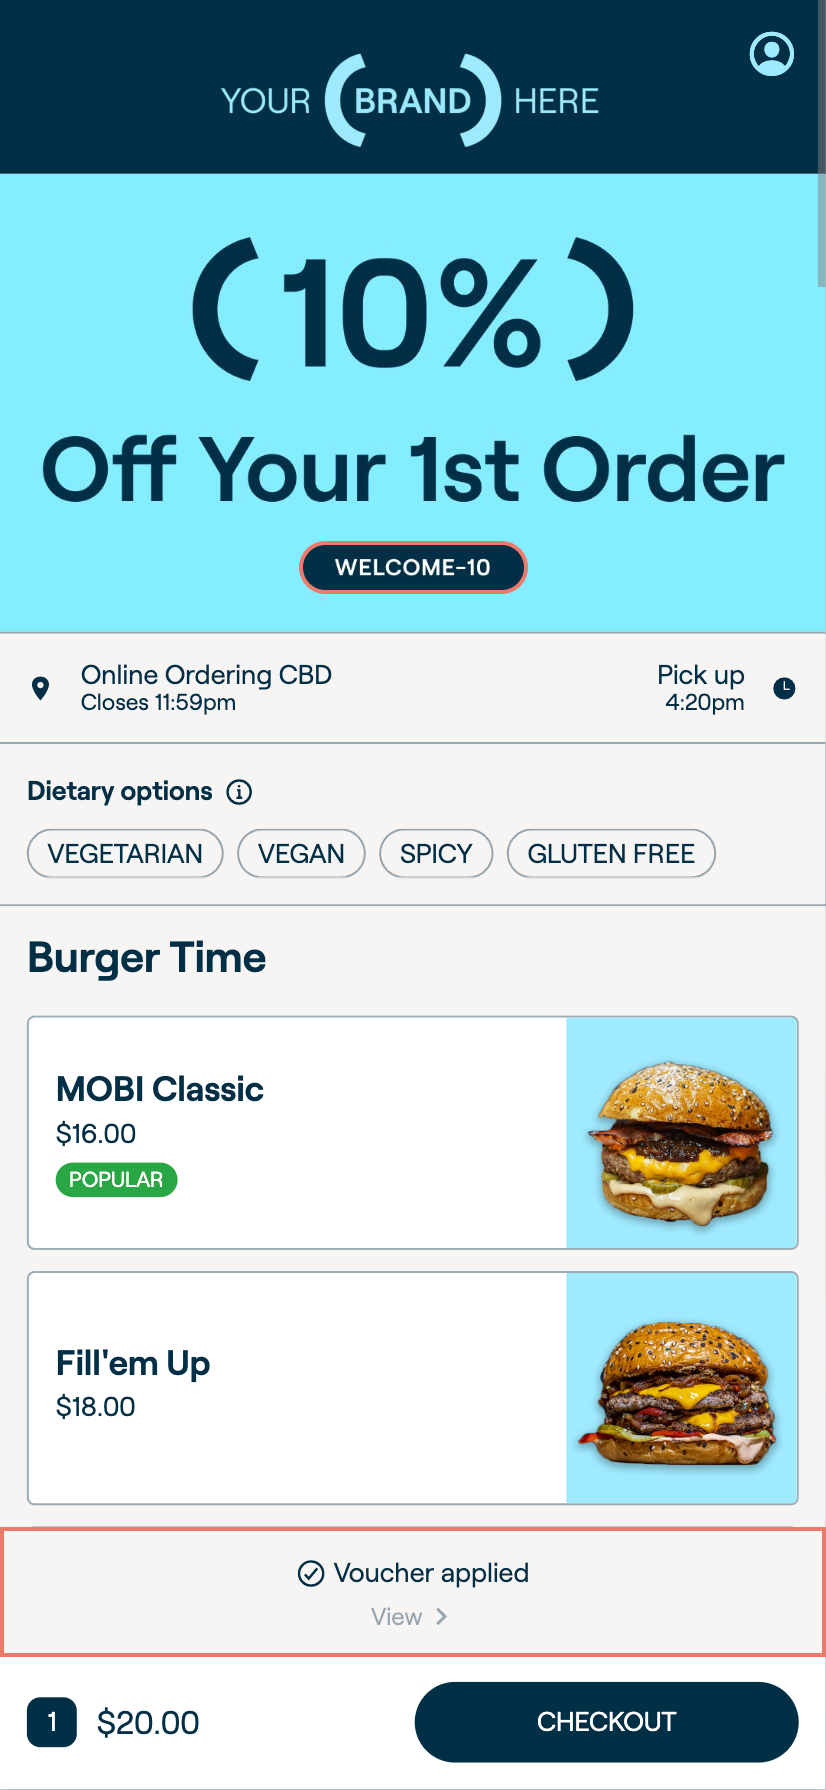 YOUR (BRAND) HERE
(10%)
Off Your 1st Order
WELCOME-10
Online Ordering CBD
Closes 11:59pm
Pick up
4:20pm
Dietary options
VEGETARIAN VEGAN SPICY GLUTEN FREE
Burger Time
MOBI Classic
$16.00
POPULAR
Fill'em Up
$18.00
Voucher applied
View
1 $20.00 CHECKOUT